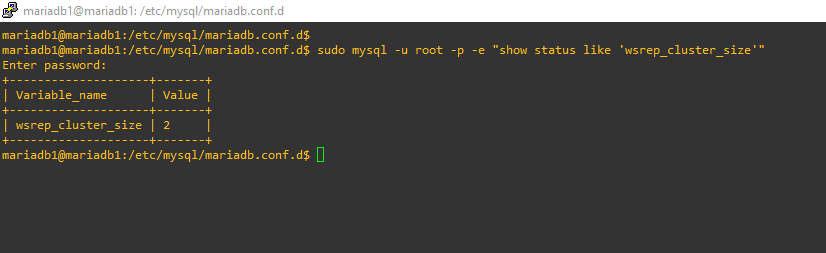 mariadb1@mariadb1: /etc/mysql/mariadb.conf.d
mariadb1@mariadb1:/etc/mysql/mariadb.conf.d$
mariadb1@mariadb1:/etc/mysql/mariadb.conf.d$ sudo mysql -u root -p -e "show status like 'wsrep_cluster_size'"
Enter password:
+--------------------+-------+
| Variable_name      | Value |
+--------------------+-------+
| wsrep_cluster_size | 2     |
+--------------------+-------+
mariadb1@mariadb1:/etc/mysql/mariadb.conf.d$